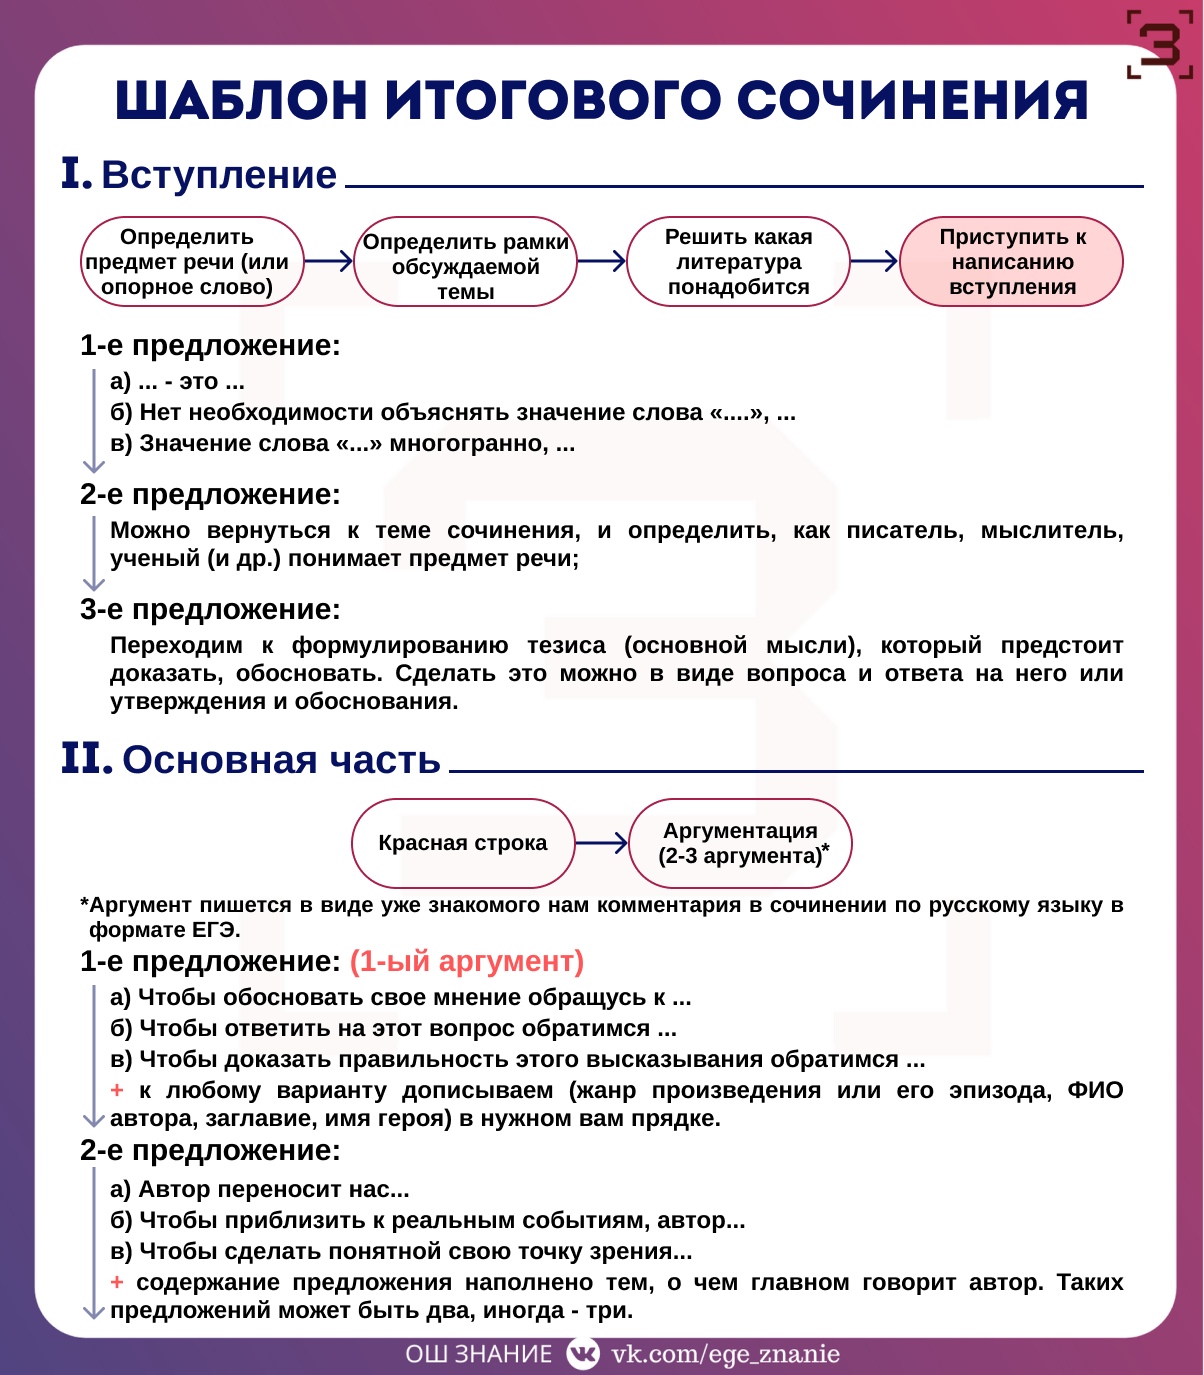 З
ШАБЛОН ИТОГОВОГО СОЧИНЕНИЯ
I. Вступление
Определить
предмет речи (или
опорное слово)
Определить рамки
обсуждаемой
темы
Решить какая
литература
понадобится
Приступить к
написанию
вступления
1-е предложение:
а) ... - это ...
б) Нет необходимости объяснять значение слова «....», ...
в) Значение слова «...» многогранно, ...
2-е предложение:
Можно вернуться к теме сочинения, и определить, как писатель, мыслитель,
ученый (и др.) понимает предмет речи;
3-е предложение:
Переходим к формулированию тезиса (основной мысли), который предстоит
доказать, обосновать. Сделать это можно в виде вопроса и ответа на него или
утверждения и обоснования.
II. Основная часть
Красная строка
Аргументация
(2-3 аргумента)*
*Аргумент пишется в виде уже знакомого нам комментария в сочинении по русскому языку в
формате ЕГЭ.
1-е предложение: (1-ый аргумент)
а) Чтобы обосновать свое мнение обращусь к ...
б) Чтобы ответить на этот вопрос обратимся ...
в) Чтобы доказать правильность этого высказывания обратимся ...
+ к любому варианту дописываем (жанр произведения или его эпизода, ФИО
автора, заглавие, имя героя) в нужном вам прядке.
2-е предложение:
а) Автор переносит нас...
б) Чтобы приблизить к реальным событиям, автор...
в) Чтобы сделать понятной свою точку зрения...
+ содержание предложения наполнено тем, о чем главном говорит автор. Таких
предложений может быть два, иногда - три.
ОШ ЗНАНИЕ vk.com/ege_znanie